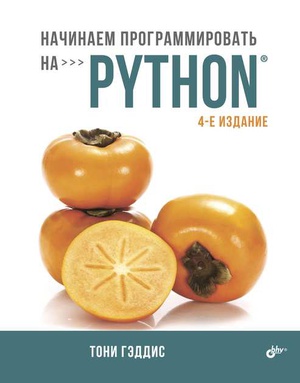 НАЧИНАЕМ ПРОГРАММИРОВАТЬ
НА >>> PYTHON®
4-Е ИЗДАНИЕ
ТОНИ ГЭДДИС
bhv®